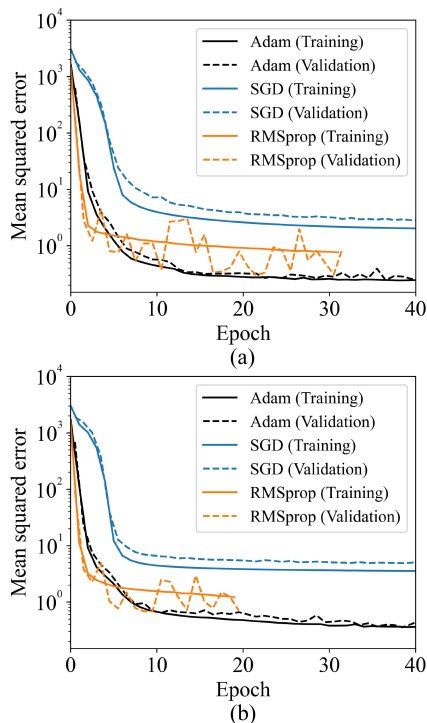 10^4
10^3
10^2
10^1
10^0
Mean squared error
Adam (Training)
Adam (Validation)
SGD (Training)
SGD (Validation)
RMSprop (Training)
RMSprop (Validation)
0 10 20 30 40
Epoch
(a)
10^4
10^3
10^2
10^1
10^0
Mean squared error
Adam (Training)
Adam (Validation)
SGD (Training)
SGD (Validation)
RMSprop (Training)
RMSprop (Validation)
0 10 20 30 40
Epoch
(b)